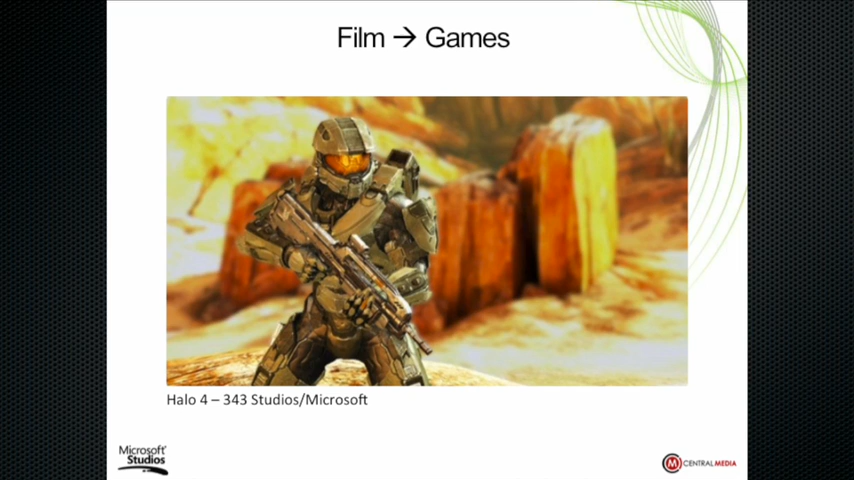 Film → Games
Halo 4 – 343 Studios/Microsoft
Microsoft®
Studios
M CENTRAL MEDIA